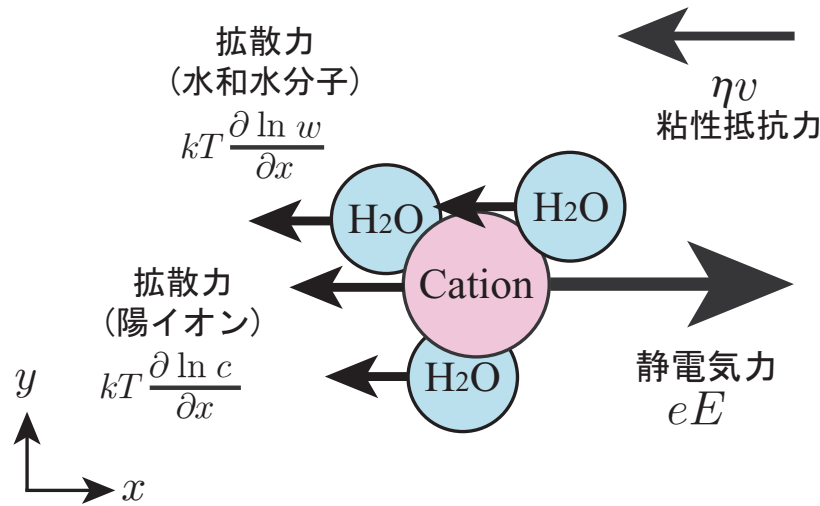 拡散力
（水和水分子）
kT ∂ ln w / ∂x
ηv
粘性抵抗力
H2O
H2O
Cation
拡散力
（陽イオン）
kT ∂ ln c / ∂x
H2O
静電気力
eE
y
x